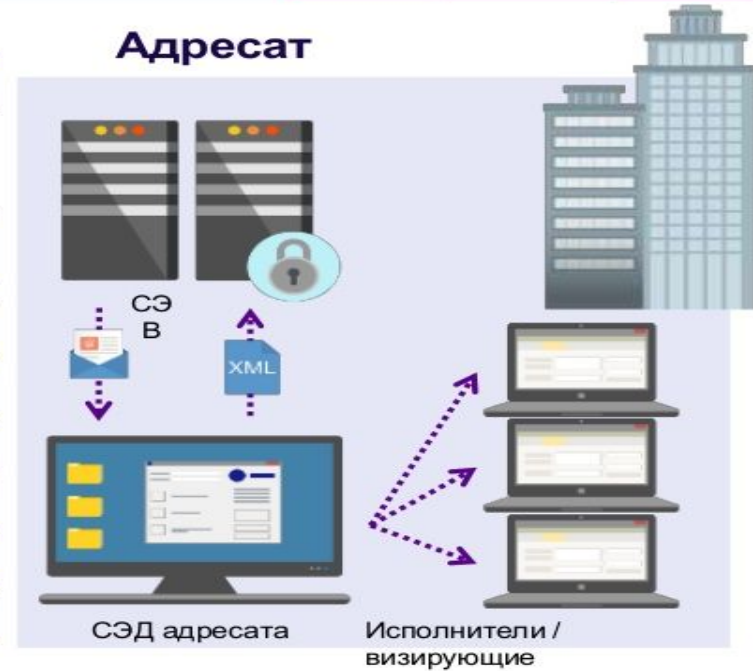 Адресат
СЭ
В
XML
СЭД адресата
Исполнители /
визирующие